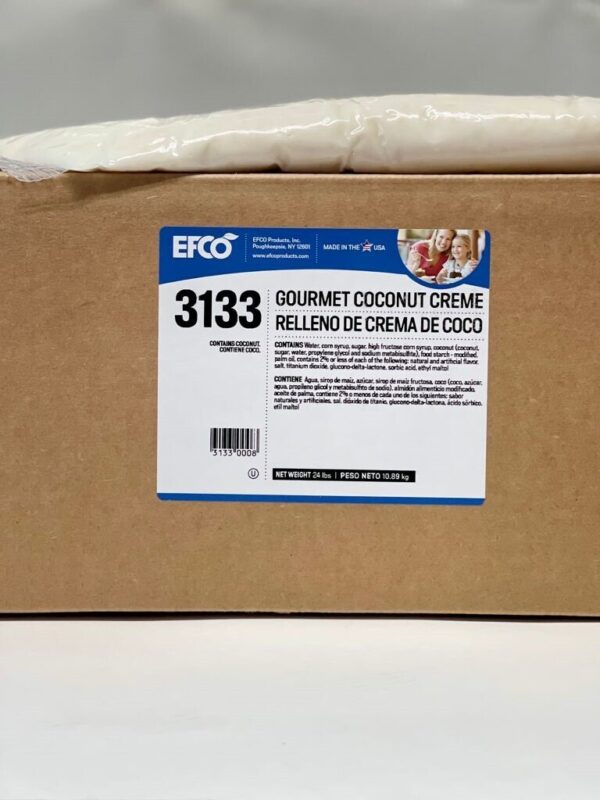 EFCO
EFCO Products, Inc.
Poughkeepsie, NY 12601
www.efcoproducts.com
MADE IN THE USA
3133
CONTAINS COCONUT.
CONTIENE COCO.
GOURMET COCONUT CREME
RELLENO DE CREMA DE COCO
CONTAINS Water, corn syrup, sugar, high fructose corn syrup, coconut (coconut,
sugar, water, propylene glycol and sodium metabisulfite), food starch - modified,
palm oil, contains 2% or less of each of the following: natural and artificial flavor,
salt, titanium dioxide, glucono-delta-lactone, sorbic acid, ethyl maltol
CONTIENE Agua, sirop de maiz, azúcar, sirop de maiz fructosa, coco (coco, azúcar,
agua, propileno glicol y metabisulfito de sodio), almidón alimenticio modificado,
aceite de palma, contiene 2% o menos de cada uno de los siguientes: sabor
naturales y artificiales, sal, dióxido de titanio, glucono-delta-lactona, ácido sórbico,
etil maltol
3133 0008
U
NET WEIGHT 24 lbs | PESO NETO 10.89 kg